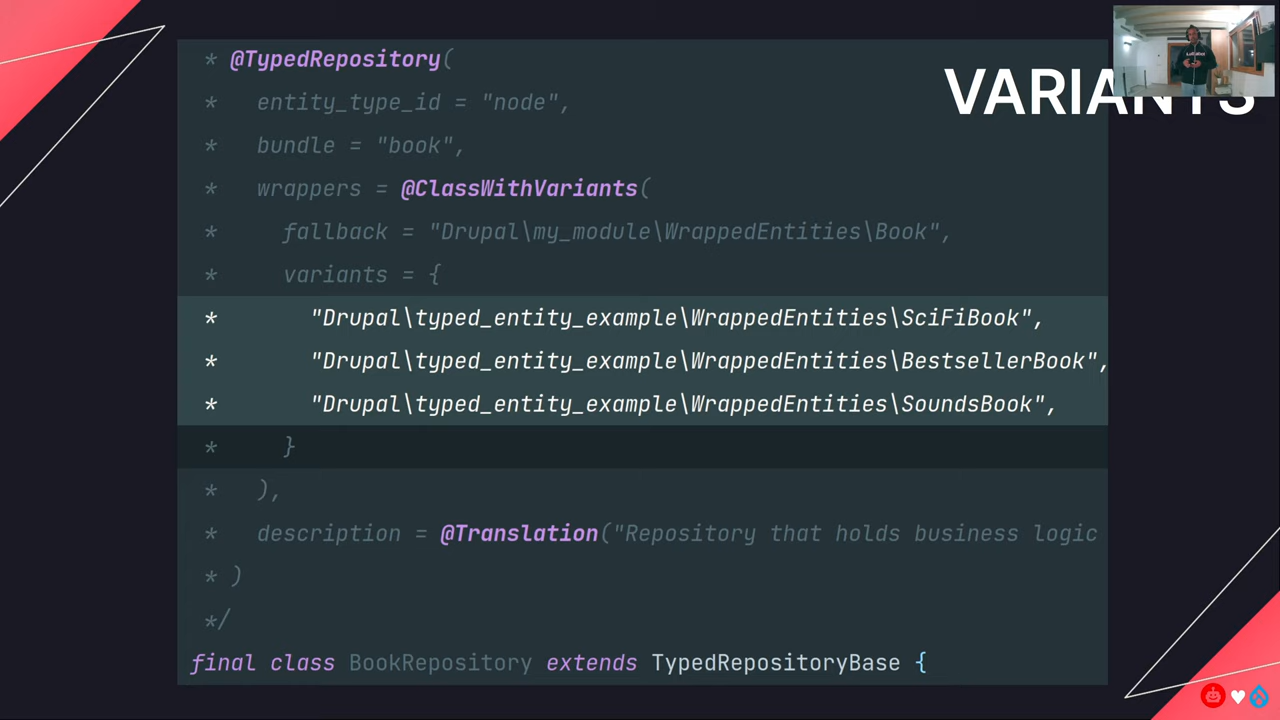 VARIANTS
* @TypedRepository(
*   entity_type_id = "node",
*   bundle = "book",
*   wrappers = @ClassWithVariants(
*     fallback = "Drupal\my_module\WrappedEntities\Book",
*     variants = {
*       "Drupal\typed_entity_example\WrappedEntities\SciFiBook",
*       "Drupal\typed_entity_example\WrappedEntities\BestsellerBook",
*       "Drupal\typed_entity_example\WrappedEntities\SoundsBook",
*     }
*   ),
*   description = @Translation("Repository that holds business logic
* )
*/
final class BookRepository extends TypedRepositoryBase {